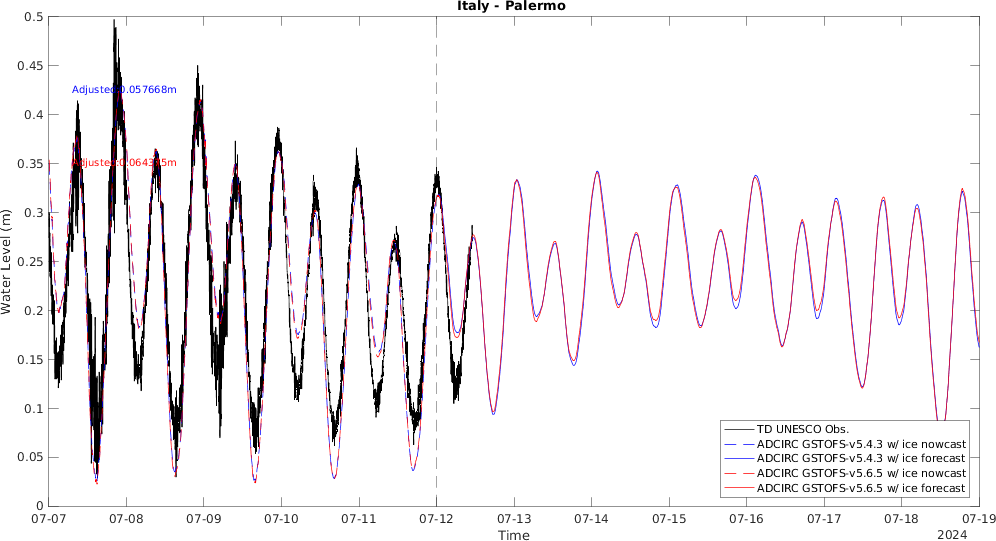 Italy - Palermo
0.5
0.45
0.4
0.35
0.3
0.25
0.2
0.15
0.1
0.05
0
Water Level (m)
Adjusted:0.057668m
TD UNESCO Obs.
ADCIRC GSTOFS-v5.4.3 w/ ice nowcast
ADCIRC GSTOFS-v5.4.3 w/ ice forecast
ADCIRC GSTOFS-v5.6.5 w/ ice nowcast
ADCIRC GSTOFS-v5.6.5 w/ ice forecast
07-07 07-08 07-09 07-10 07-11 07-12 07-13 07-14 07-15 07-16 07-17 07-18 07-19
Time
2024